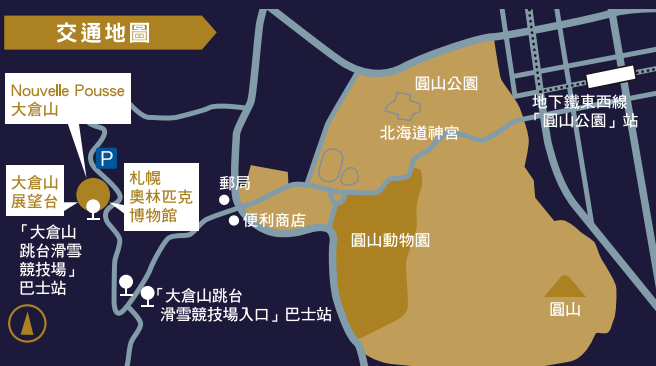 交通地圖
Nouvelle Pousse
大倉山
P
大倉山
展望台
札幌
奧林匹克
博物館
「大倉山
跳台滑雪
競技場」
巴士站
「大倉山跳台
滑雪競技場入口」巴士站
郵局
便利商店
圓山公園
北海道神宮
圓山動物園
圓山
地下鐵東西線
「圓山公園」站